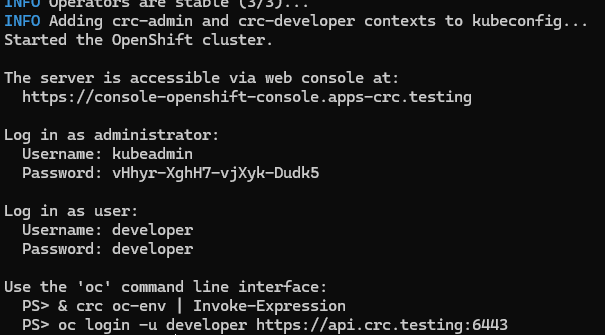 INFO Operators are stable (3/3)...
INFO Adding crc-admin and crc-developer contexts to kubeconfig...
Started the OpenShift cluster.
The server is accessible via web console at:
https://console-openshift-console.apps-crc.testing
Log in as administrator:
Username: kubeadmin
Password: vHhyr-XghH7-vjXyk-Dudk5
Log in as user:
Username: developer
Password: developer
Use the 'oc' command line interface:
PS> & crc oc-env | Invoke-Expression
PS> oc login -u developer https://api.crc.testing:6443